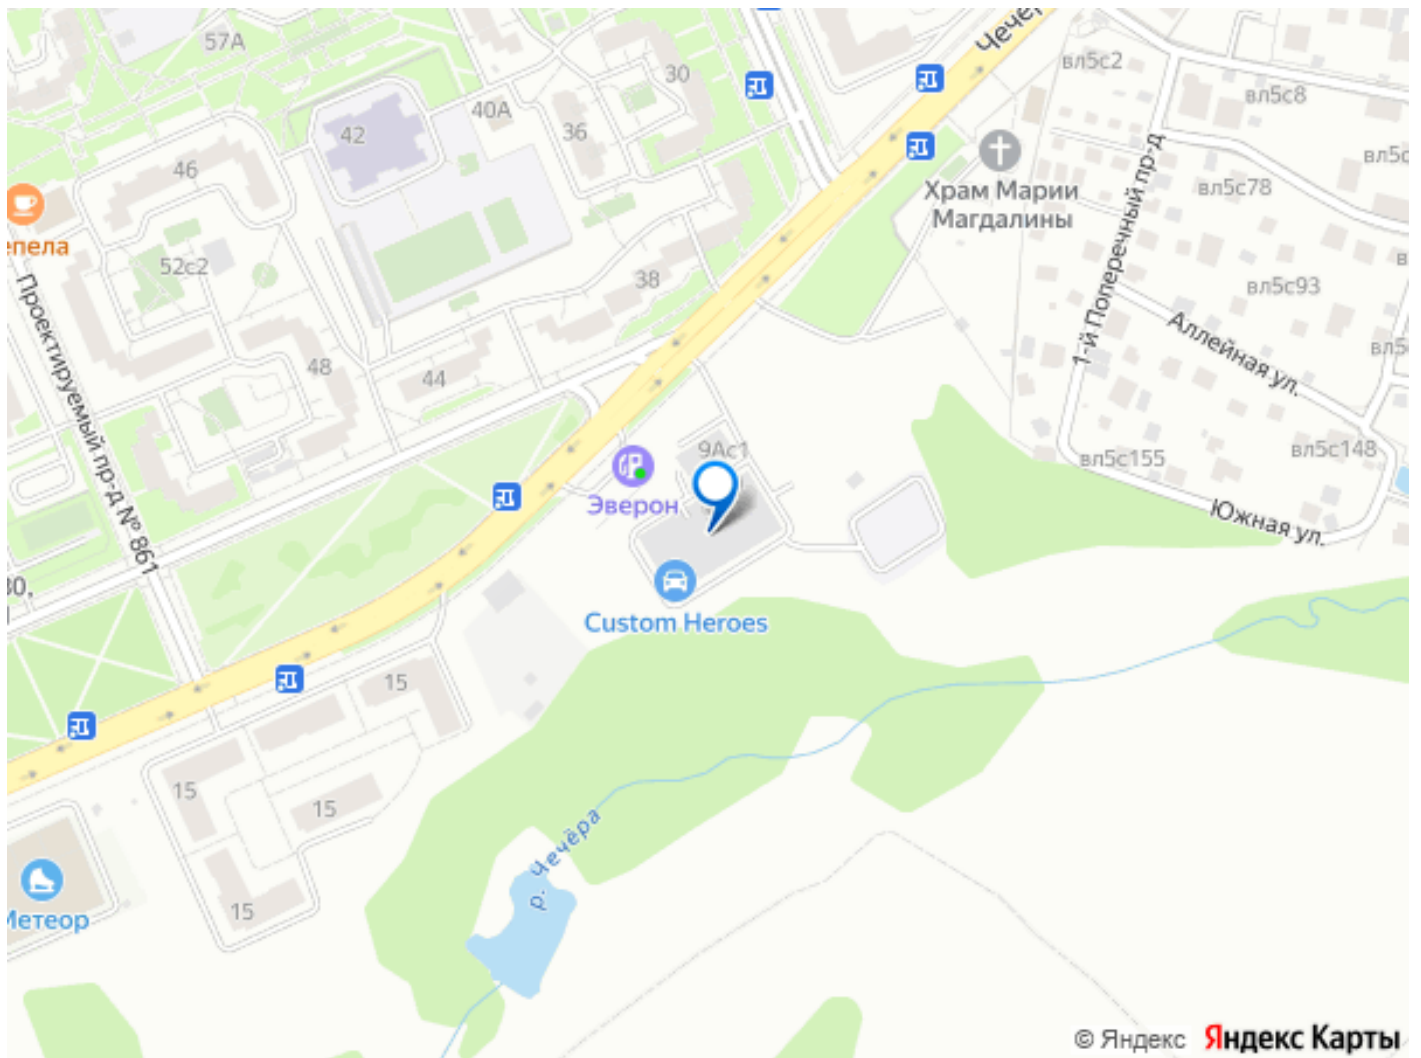 57А
30
40А
42
36
46
епела
52с2
38
48
44
Проектируемый пр-д № 861
80,
Чечёр
вл5с2
вл5с8
вл5с
Храм Марии
Магдалины
вл5с78
1-й Поперечный пр-д
вл5с93
Аллейная ул.
вл5
вл5с148
вл5с155
Южная ул.
9Ас1
Эверон
Custom Heroes
15
15
15
15
Метеор
р. Чечёра
© Яндекс Яндекс Карты